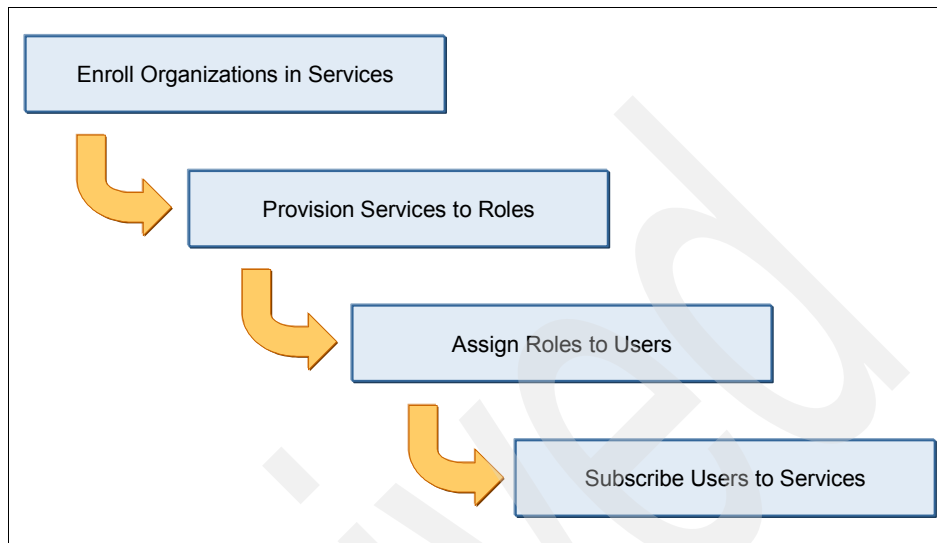 Enroll Organizations in Services
Provision Services to Roles
Assign Roles to Users
Subscribe Users to Services